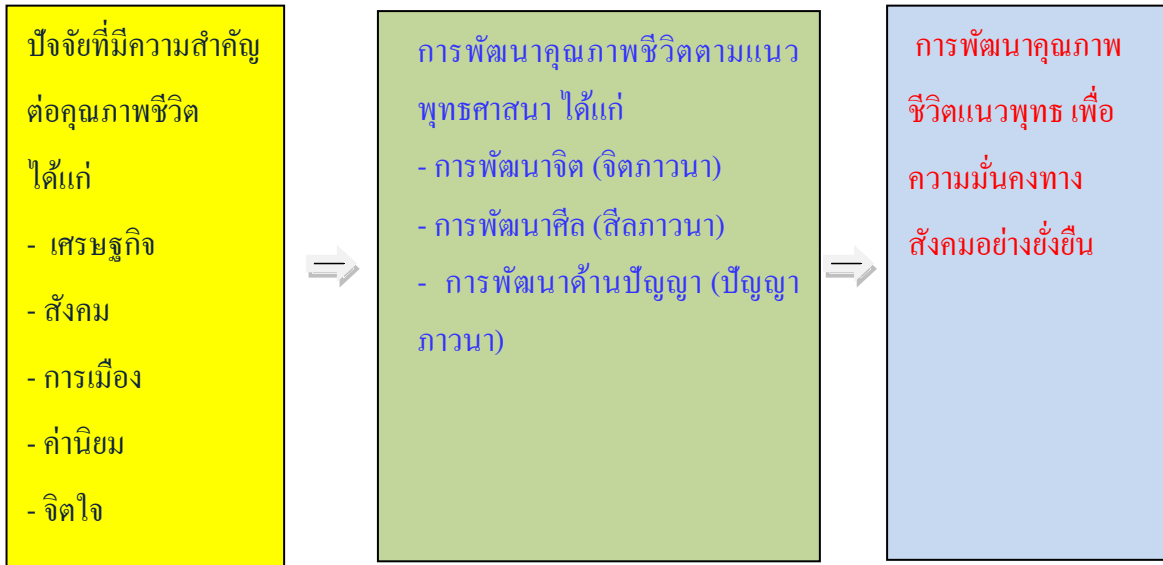 ปัจจัยที่มีความสำคัญ
ต่อคุณภาพชีวิต
ได้แก่
- เศรษฐกิจ
- สังคม
- การเมือง
- ค่านิยม
- จิตใจ
การพัฒนาคุณภาพชีวิตตามแนว
พุทธศาสนา ได้แก่
- การพัฒนาจิต (จิตภาวนา)
- การพัฒนาศีล (สีลภาวนา)
- การพัฒนาด้านปัญญา (ปัญญา
ภาวนา)
การพัฒนาคุณภาพ
ชีวิตแนวพุทธ เพื่อ
ความมั่นคงทาง
สังคมอย่างยั่งยืน